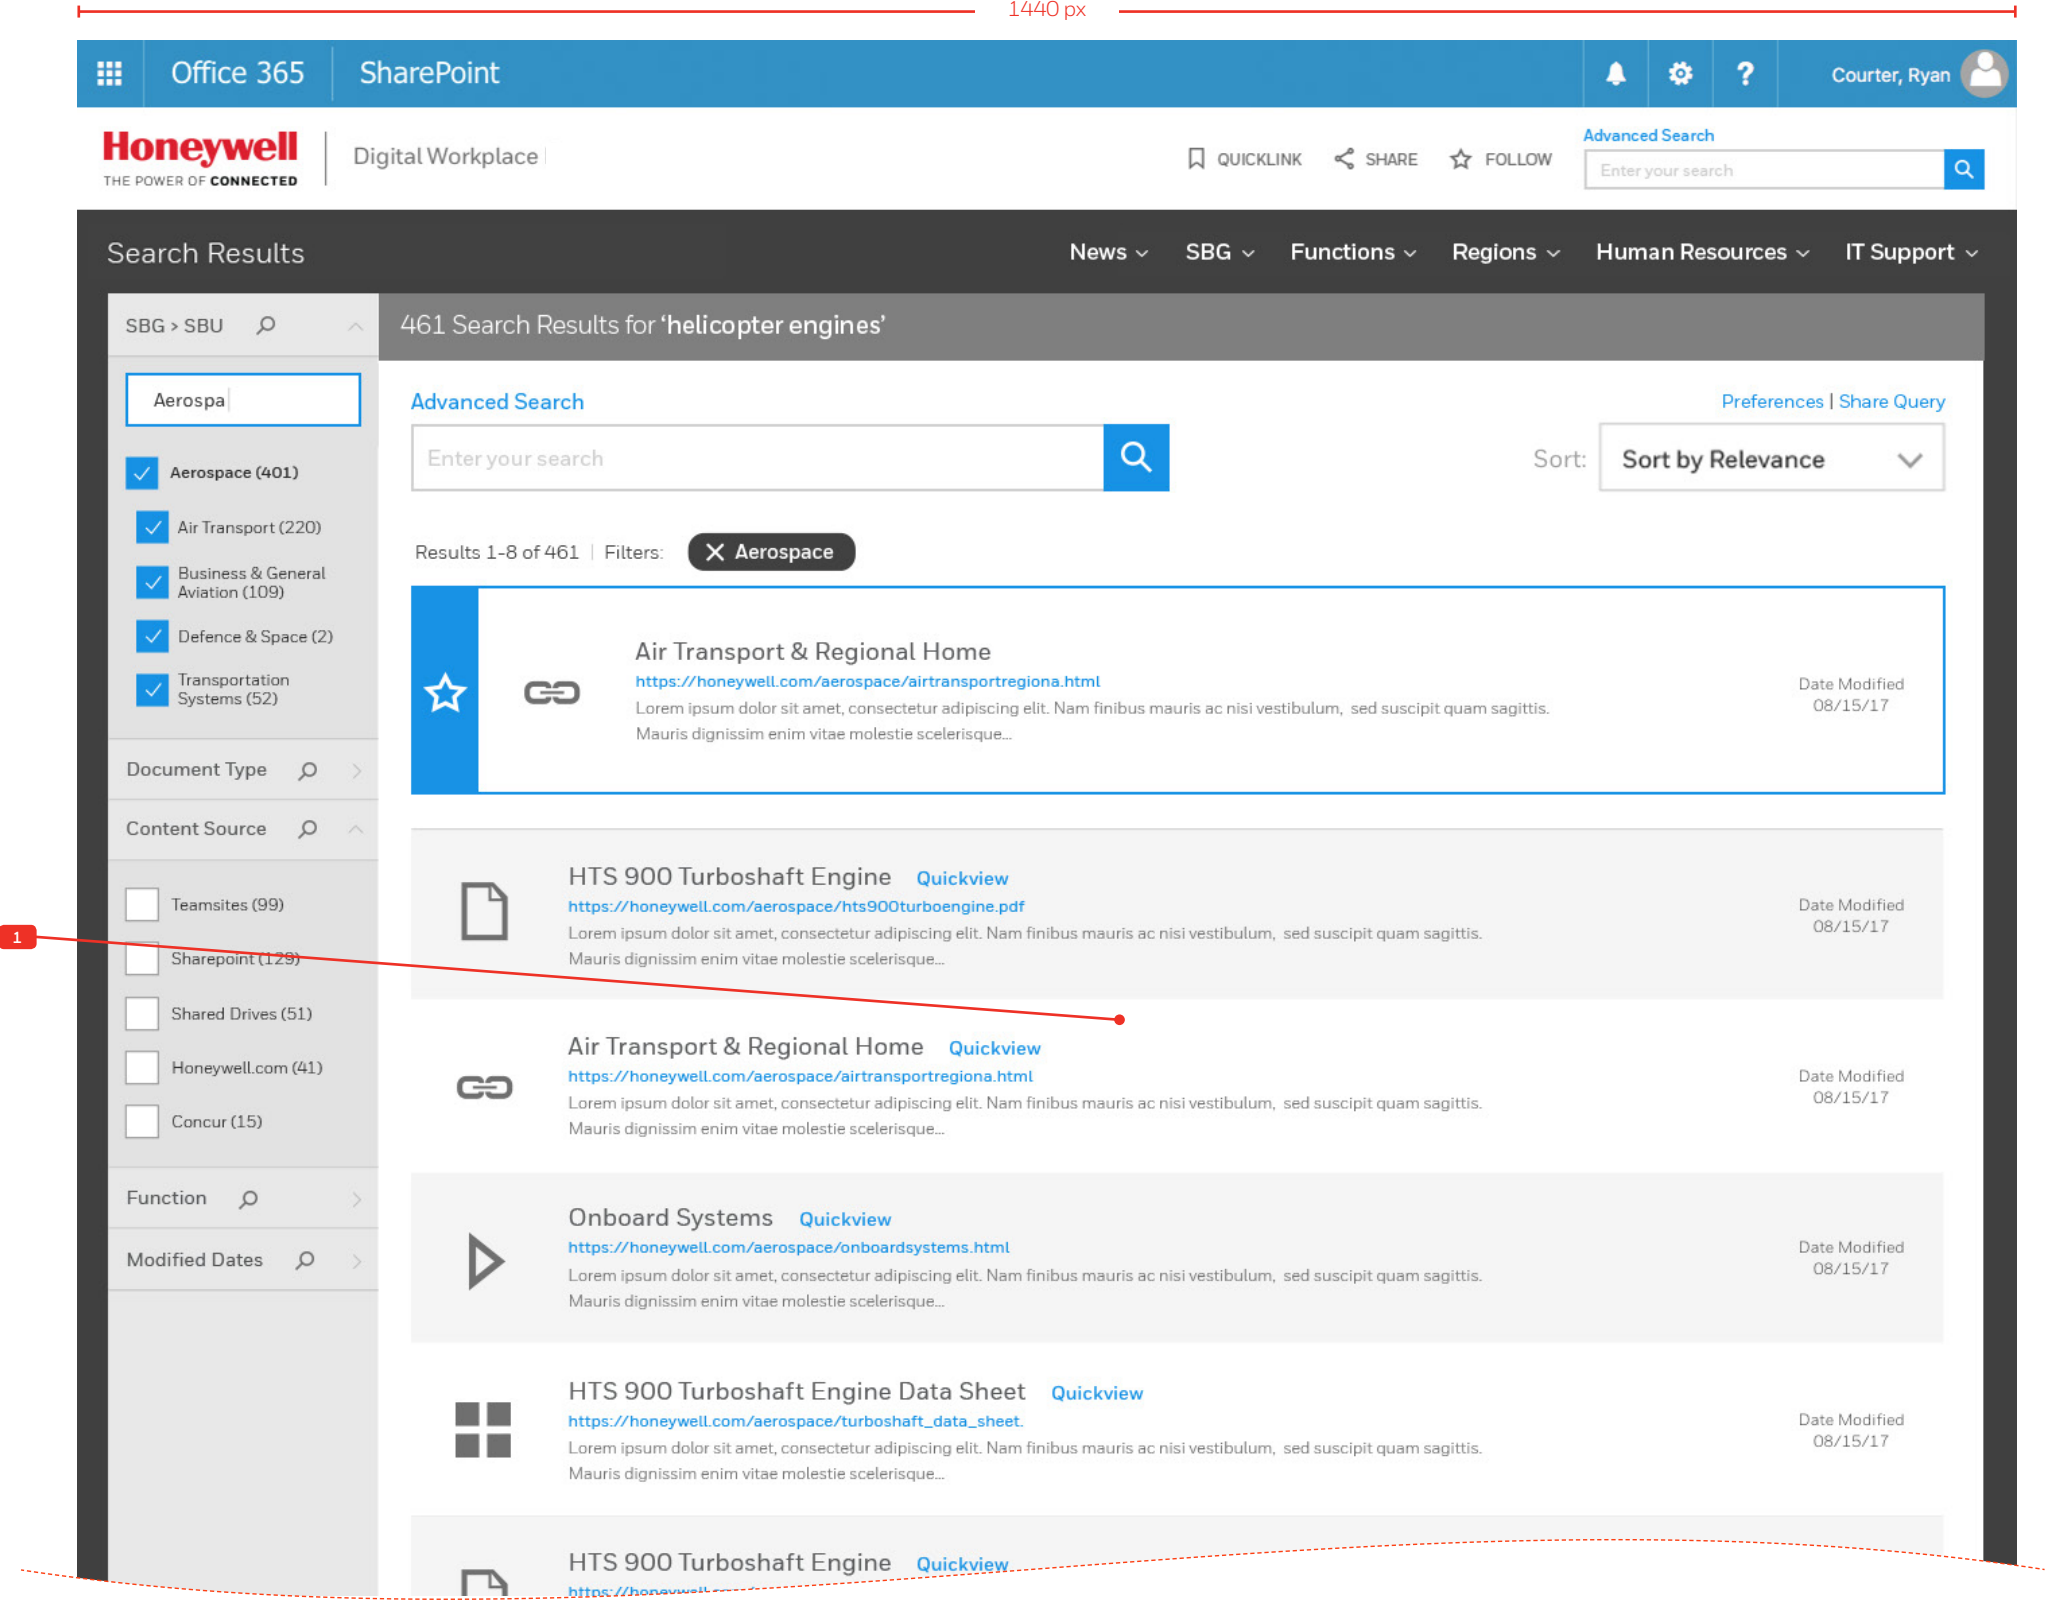 1440 px
Office 365
SharePoint
Courter, Ryan
Honeywell
THE POWER OF CONNECTED
Digital Workplace
QUICKLINK
SHARE
FOLLOW
Advanced Search
Enter your search
Search Results
News
SBG
Functions
Regions
Human Resources
IT Support
SBG > SBU
461 Search Results for ‘helicopter engines’
Aerospa
Aerospace (401)
Air Transport (220)
Business & General
Aviation (109)
Defence & Space (2)
Transportation
Systems (52)
Document Type
Content Source
Teamsites (99)
Sharepoint (129)
Shared Drives (51)
Honeywell.com (41)
Concur (15)
Function
Modified Dates
1
Advanced Search
Preferences | Share Query
Enter your search
Sort:
Sort by Relevance
Results 1-8 of 461 | Filters:
Aerospace
Air Transport & Regional Home
https://honeywell.com/aerospace/airtransportregiona.html
Lorem ipsum dolor sit amet, consectetur adipiscing elit. Nam finibus mauris ac nisi vestibulum, sed suscipit quam sagittis.
Mauris dignissim enim vitae molestie scelerisque...
Date Modified
08/15/17
HTS 900 Turboshaft Engine Quickview
https://honeywell.com/aerospace/hts900turboengine.pdf
Lorem ipsum dolor sit amet, consectetur adipiscing elit. Nam finibus mauris ac nisi vestibulum, sed suscipit quam sagittis.
Mauris dignissim enim vitae molestie scelerisque...
Date Modified
08/15/17
Air Transport & Regional Home Quickview
https://honeywell.com/aerospace/airtransportregiona.html
Lorem ipsum dolor sit amet, consectetur adipiscing elit. Nam finibus mauris ac nisi vestibulum, sed suscipit quam sagittis.
Mauris dignissim enim vitae molestie scelerisque...
Date Modified
08/15/17
Onboard Systems Quickview
https://honeywell.com/aerospace/onboardsystems.html
Lorem ipsum dolor sit amet, consectetur adipiscing elit. Nam finibus mauris ac nisi vestibulum, sed suscipit quam sagittis.
Mauris dignissim enim vitae molestie scelerisque...
Date Modified
08/15/17
HTS 900 Turboshaft Engine Data Sheet Quickview
https://honeywell.com/aerospace/turboshaft_data_sheet.
Lorem ipsum dolor sit amet, consectetur adipiscing elit. Nam finibus mauris ac nisi vestibulum, sed suscipit quam sagittis.
Mauris dignissim enim vitae molestie scelerisque...
Date Modified
08/15/17
HTS 900 Turboshaft Engine Quickview